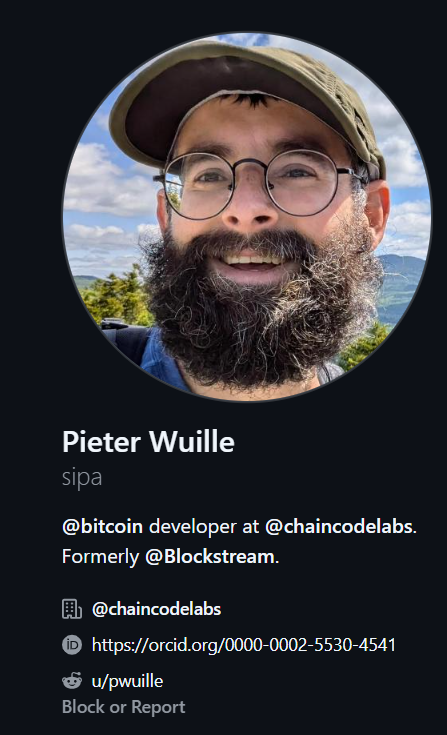 Pieter Wuille
sipa
@bitcoin developer at @chaincodelabs.
Formerly @Blockstream.
@chaincodelabs
iD https://orcid.org/0000-0002-5530-4541
u/pwuille
Block or Report